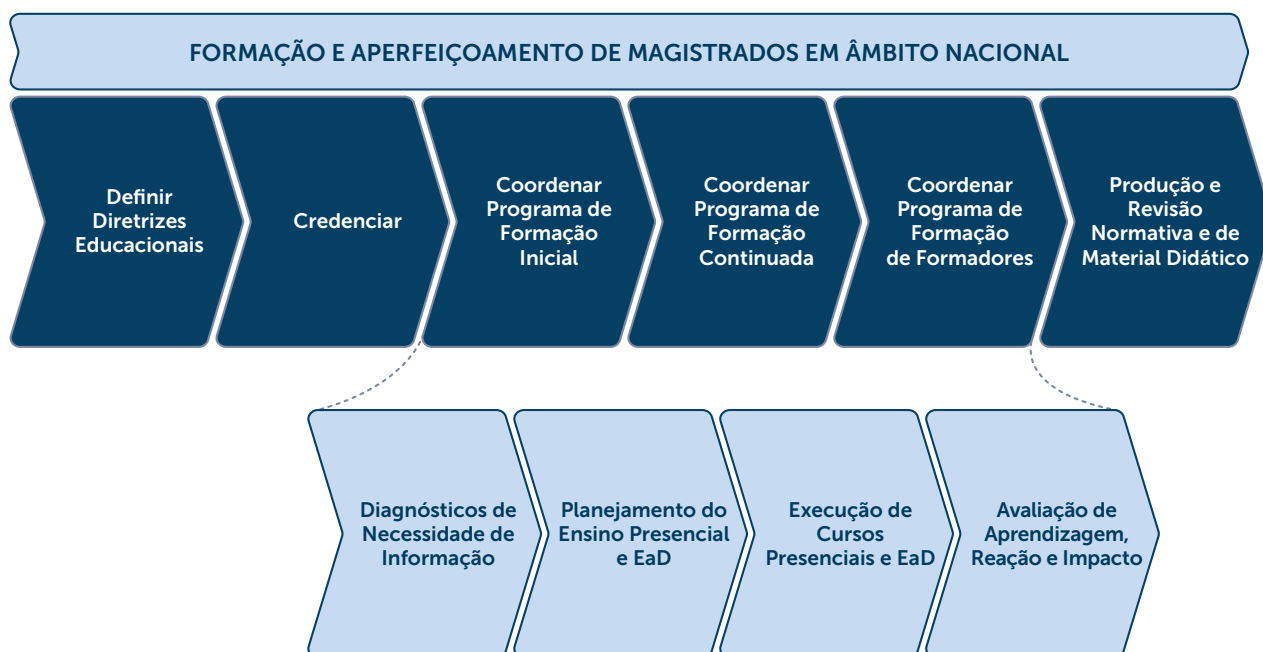 FORMAÇÃO E APERFEIÇOAMENTO DE MAGISTRADOS EM ÂMBITO NACIONAL
Definir
Diretrizes
Educacionais
Credenciar
Coordenar
Programa de
Formação
Inicial
Coordenar
Programa de
Formação
Continuada
Coordenar
Programa de
Formação
de Formadores
Produção e
Revisão
Normativa e de
Material Didático
Diagnósticos de
Necessidade de
Informação
Planejamento do
Ensino Presencial
e EaD
Execução de
Cursos
Presenciais e EaD
Avaliação de
Aprendizagem,
Reação e Impacto